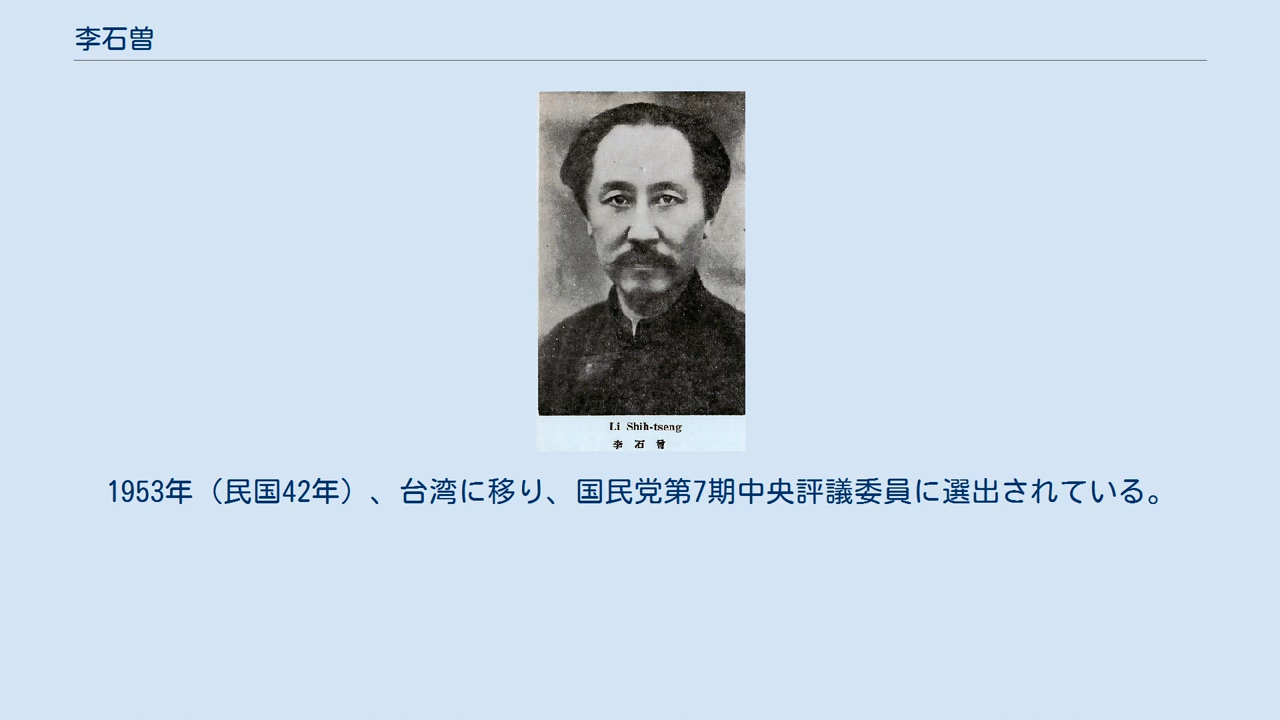 李石曽
Li Shih-tseng
李 石 曾
1953年（民国42年）、台湾に移り、国民党第7期中央評議委員に選出されている。